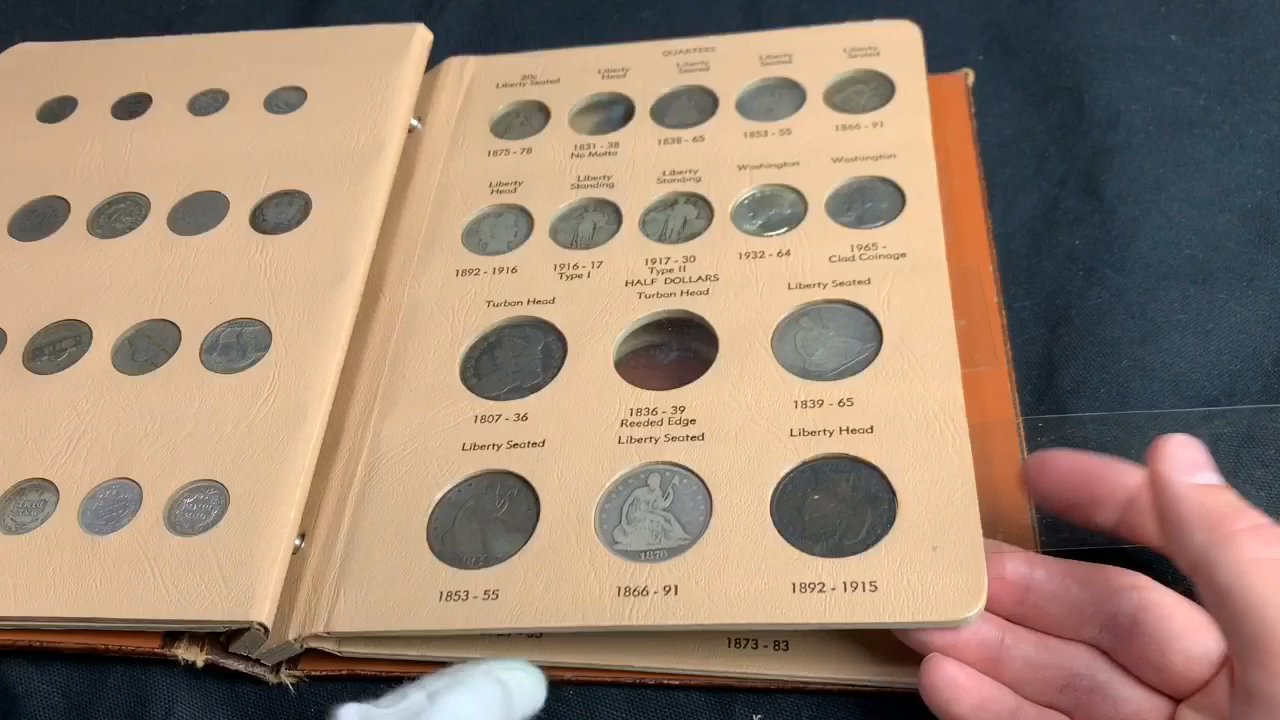 QUARTERS
20c
Liberty Seated
Liberty
Head
Liberty
Seated
Liberty
Seated
Liberty
Seated
1875 - 78
1831 - 38
No Motto
1838 - 65
1853 - 55
1866 - 91
Liberty
Head
Liberty
Standing
Liberty
Standing
Washington
Washington
1892 - 1916
1916 - 17
Type I
1917 - 30
Type II
1932 - 64
1965 -
Clad Coinage
HALF DOLLARS
Turban Head
Turban Head
Liberty Seated
1807 - 36
1836 - 39
Reeded Edge
1839 - 65
Liberty Seated
Liberty Seated
Liberty Head
1876
1853 - 55
1866 - 91
1892 - 1915
1873 - 83